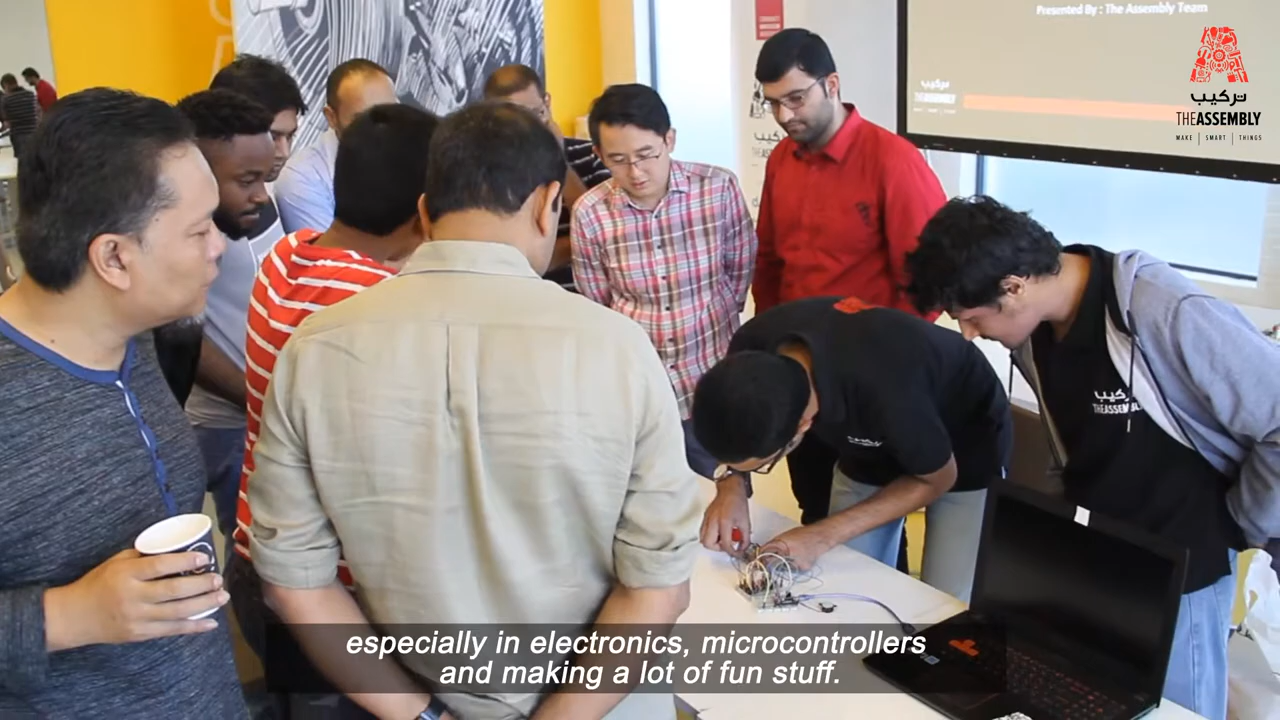 Presented By : The Assembly Team
تركيب
THEASSEMBLY
MAKE | SMART | THINGS
THEASSEMBLY
especially in electronics, microcontrollers
and making a lot of fun stuff.